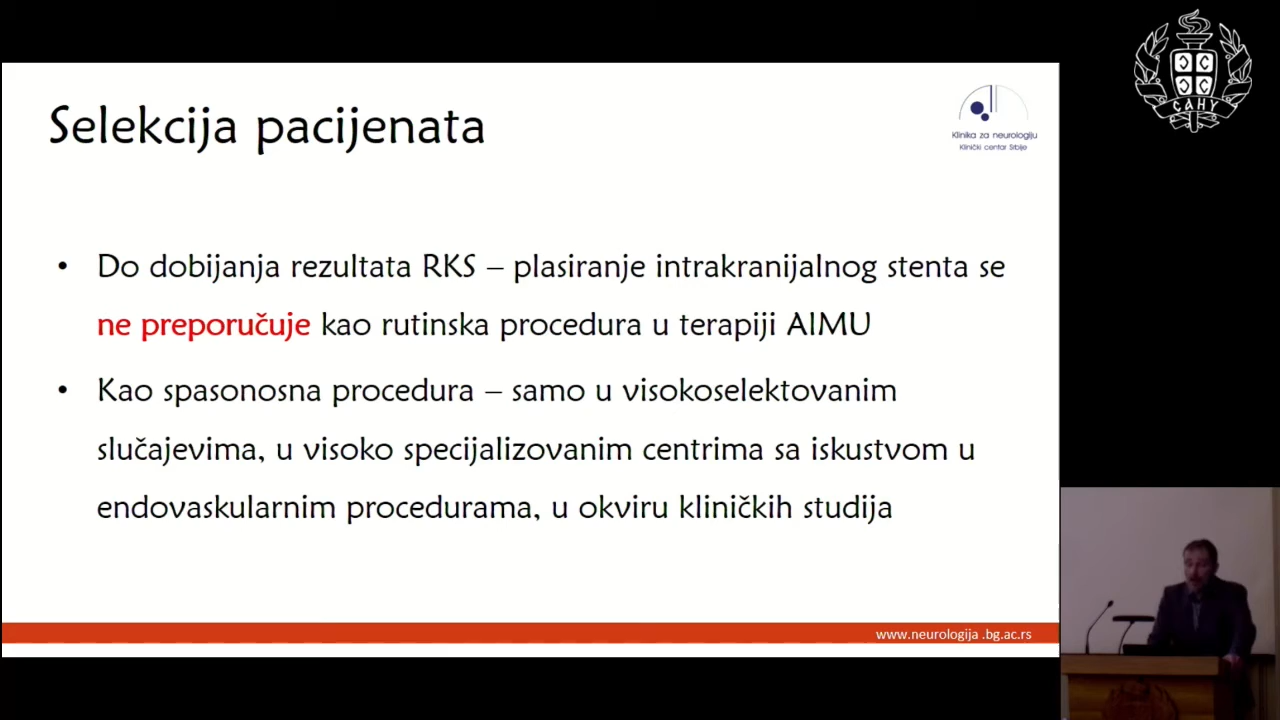 Selekcija pacijenata
Klinika za neurologiju
Klinički centar Srbije
• Do dobijanja rezultata RKS – plasiranje intrakranijalnog stenta se
ne preporučuje kao rutinska procedura u terapiji AIMU
• Kao spasonosna procedura – samo u visokoselektovanim
slučajevima, u visoko specijalizovanim centrima sa iskustvom u
endovaskularnim procedurama, u okviru kliničkih studija
www.neurologija .bg.ac.rs
САНУ